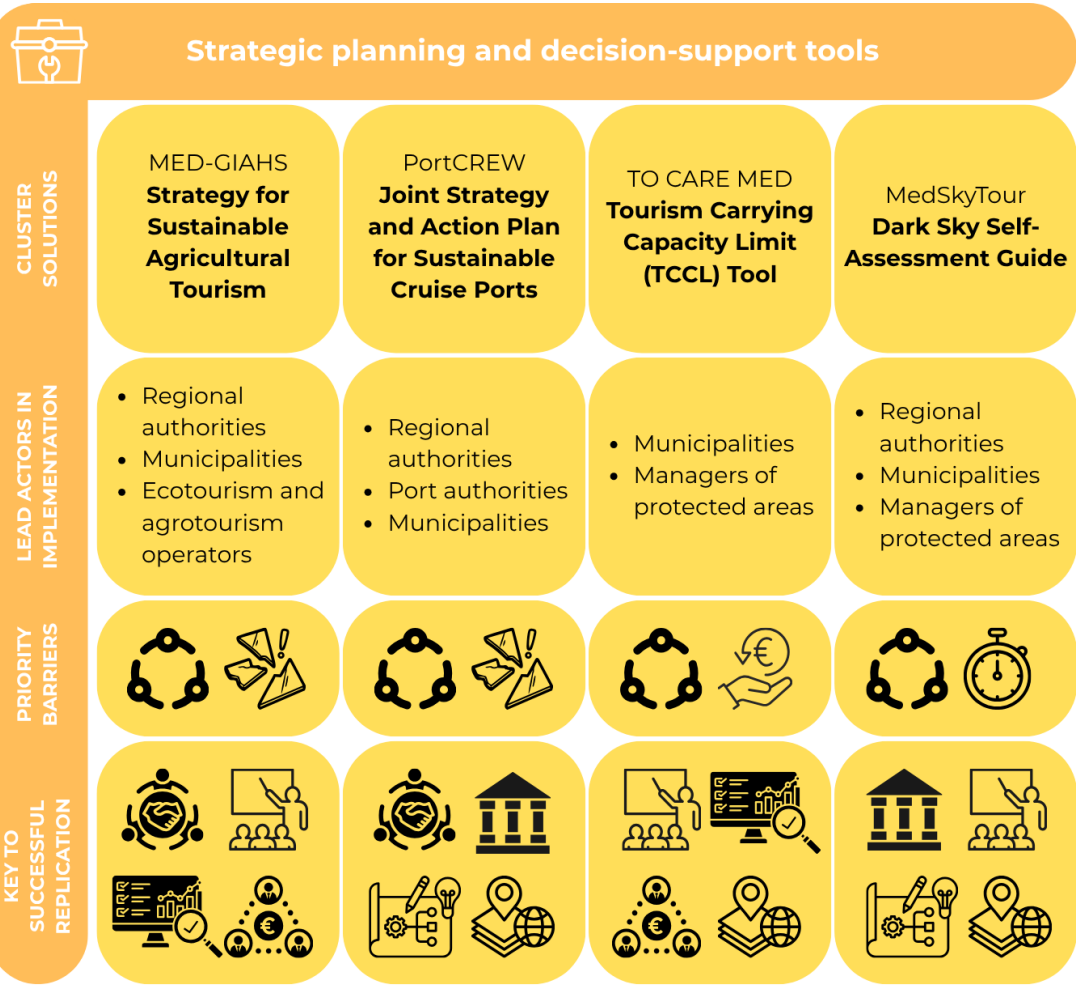 Strategic planning and decision-support tools
CLUSTER
SOLUTIONS
MED-GIAHS
Strategy for
Sustainable
Agricultural
Tourism
PortCREW
Joint Strategy
and Action Plan
for Sustainable
Cruise Ports
TO CARE MED
Tourism Carrying
Capacity Limit
(TCCL) Tool
MedSkyTour
Dark Sky Self-
Assessment Guide
LEAD ACTORS IN
IMPLEMENTATION
• Regional
authorities
• Municipalities
• Ecotourism and
agrotourism
operators
• Regional
authorities
• Port authorities
• Municipalities
• Municipalities
• Managers of
protected areas
• Regional
authorities
• Municipalities
• Managers of
protected areas
PRIORITY
BARRIERS
€
KEY TO
SUCCESSFUL
REPLICATION
€
€